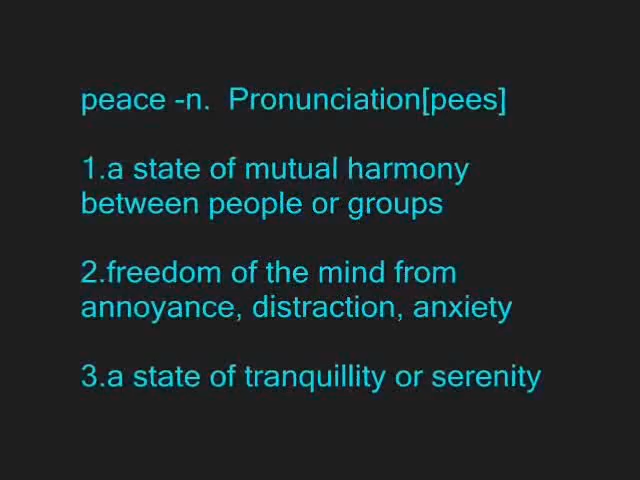 peace -n.  Pronunciation[pees]
1.a state of mutual harmony
between people or groups
2.freedom of the mind from
annoyance, distraction, anxiety
3.a state of tranquillity or serenity